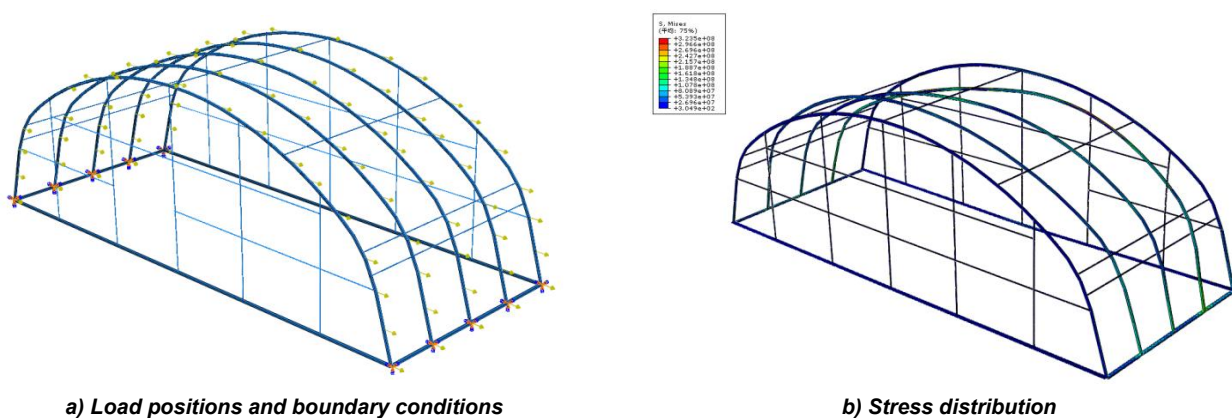 S, Mises
(平均: 75%)
+3.235e+08
+2.966e+08
+2.696e+08
+2.427e+08
+2.157e+08
+1.887e+08
+1.618e+08
+1.348e+08
+1.078e+08
+8.089e+07
+5.393e+07
+2.696e+07
+3.049e+02
a) Load positions and boundary conditions
b) Stress distribution